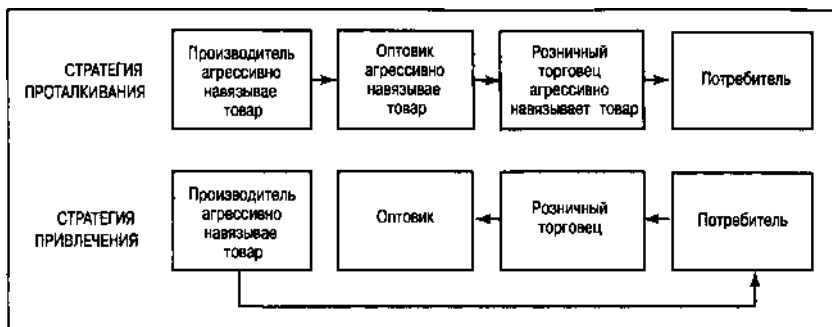 СТРАТЕГИЯ
ПРОТАЛКИВАНИЯ
Производитель
агрессивно
навязывае
товар
Оптовик
агрессивно
навязывае
товар
Розничный
торговец
агрессивно
навязывает товар
Потребитель
СТРАТЕГИЯ
ПРИВЛЕЧЕНИЯ
Производитель
агрессивно
навязывае
товар
Оптовик
Розничный
торговец
Потребитель